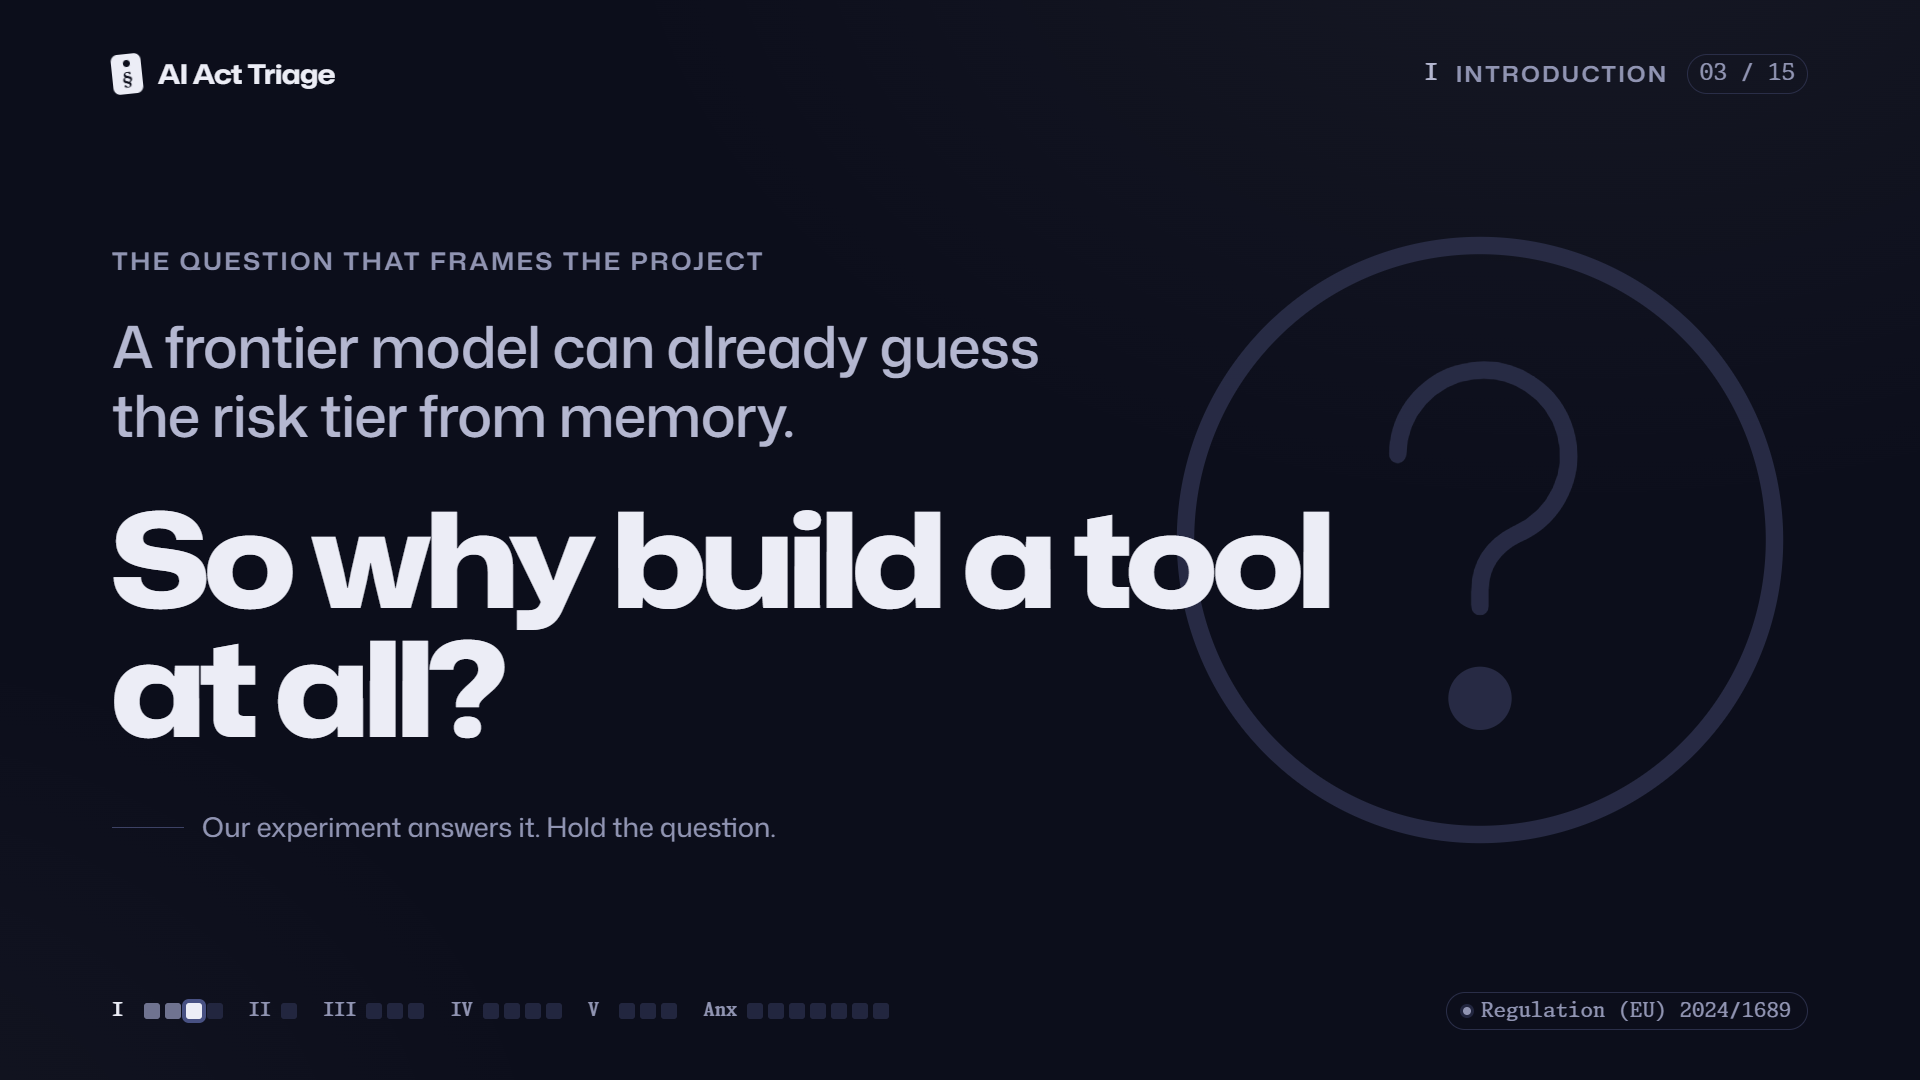 § AI Act Triage
I INTRODUCTION 03 / 15
THE QUESTION THAT FRAMES THE PROJECT
A frontier model can already guess
the risk tier from memory.
So why build a tool
at all?
?
Our experiment answers it. Hold the question.
I II III IV V Anx
Regulation (EU) 2024/1689